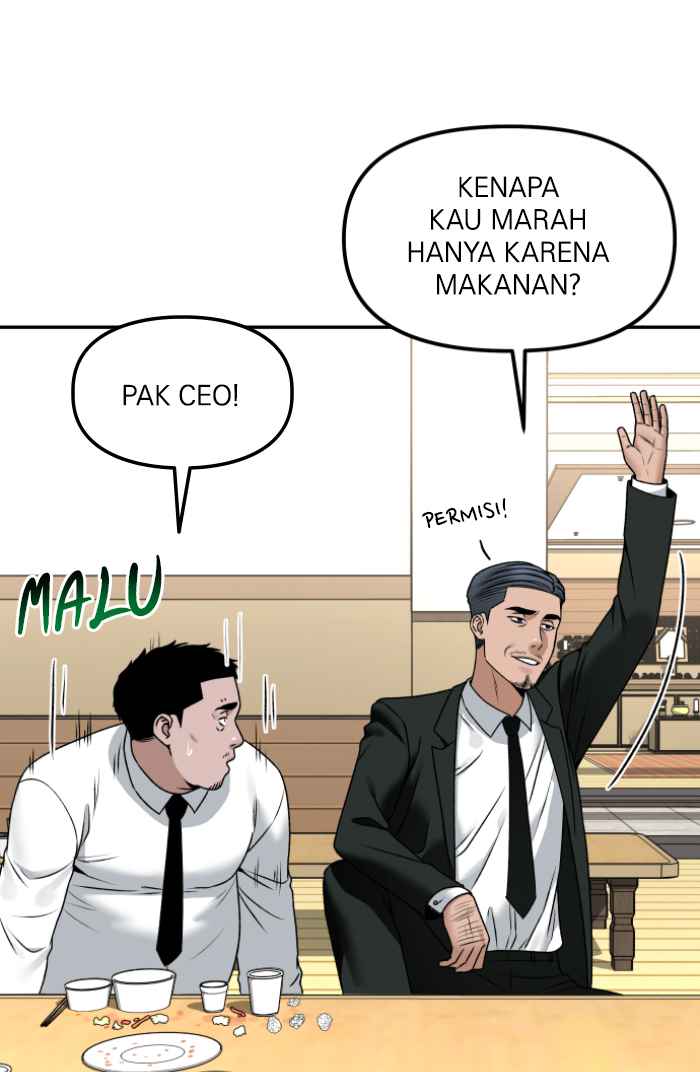 KENAPA
KAU MARAH
HANYA KARENA
MAKANAN?
PAK CEO!
PERMISI!
MALU